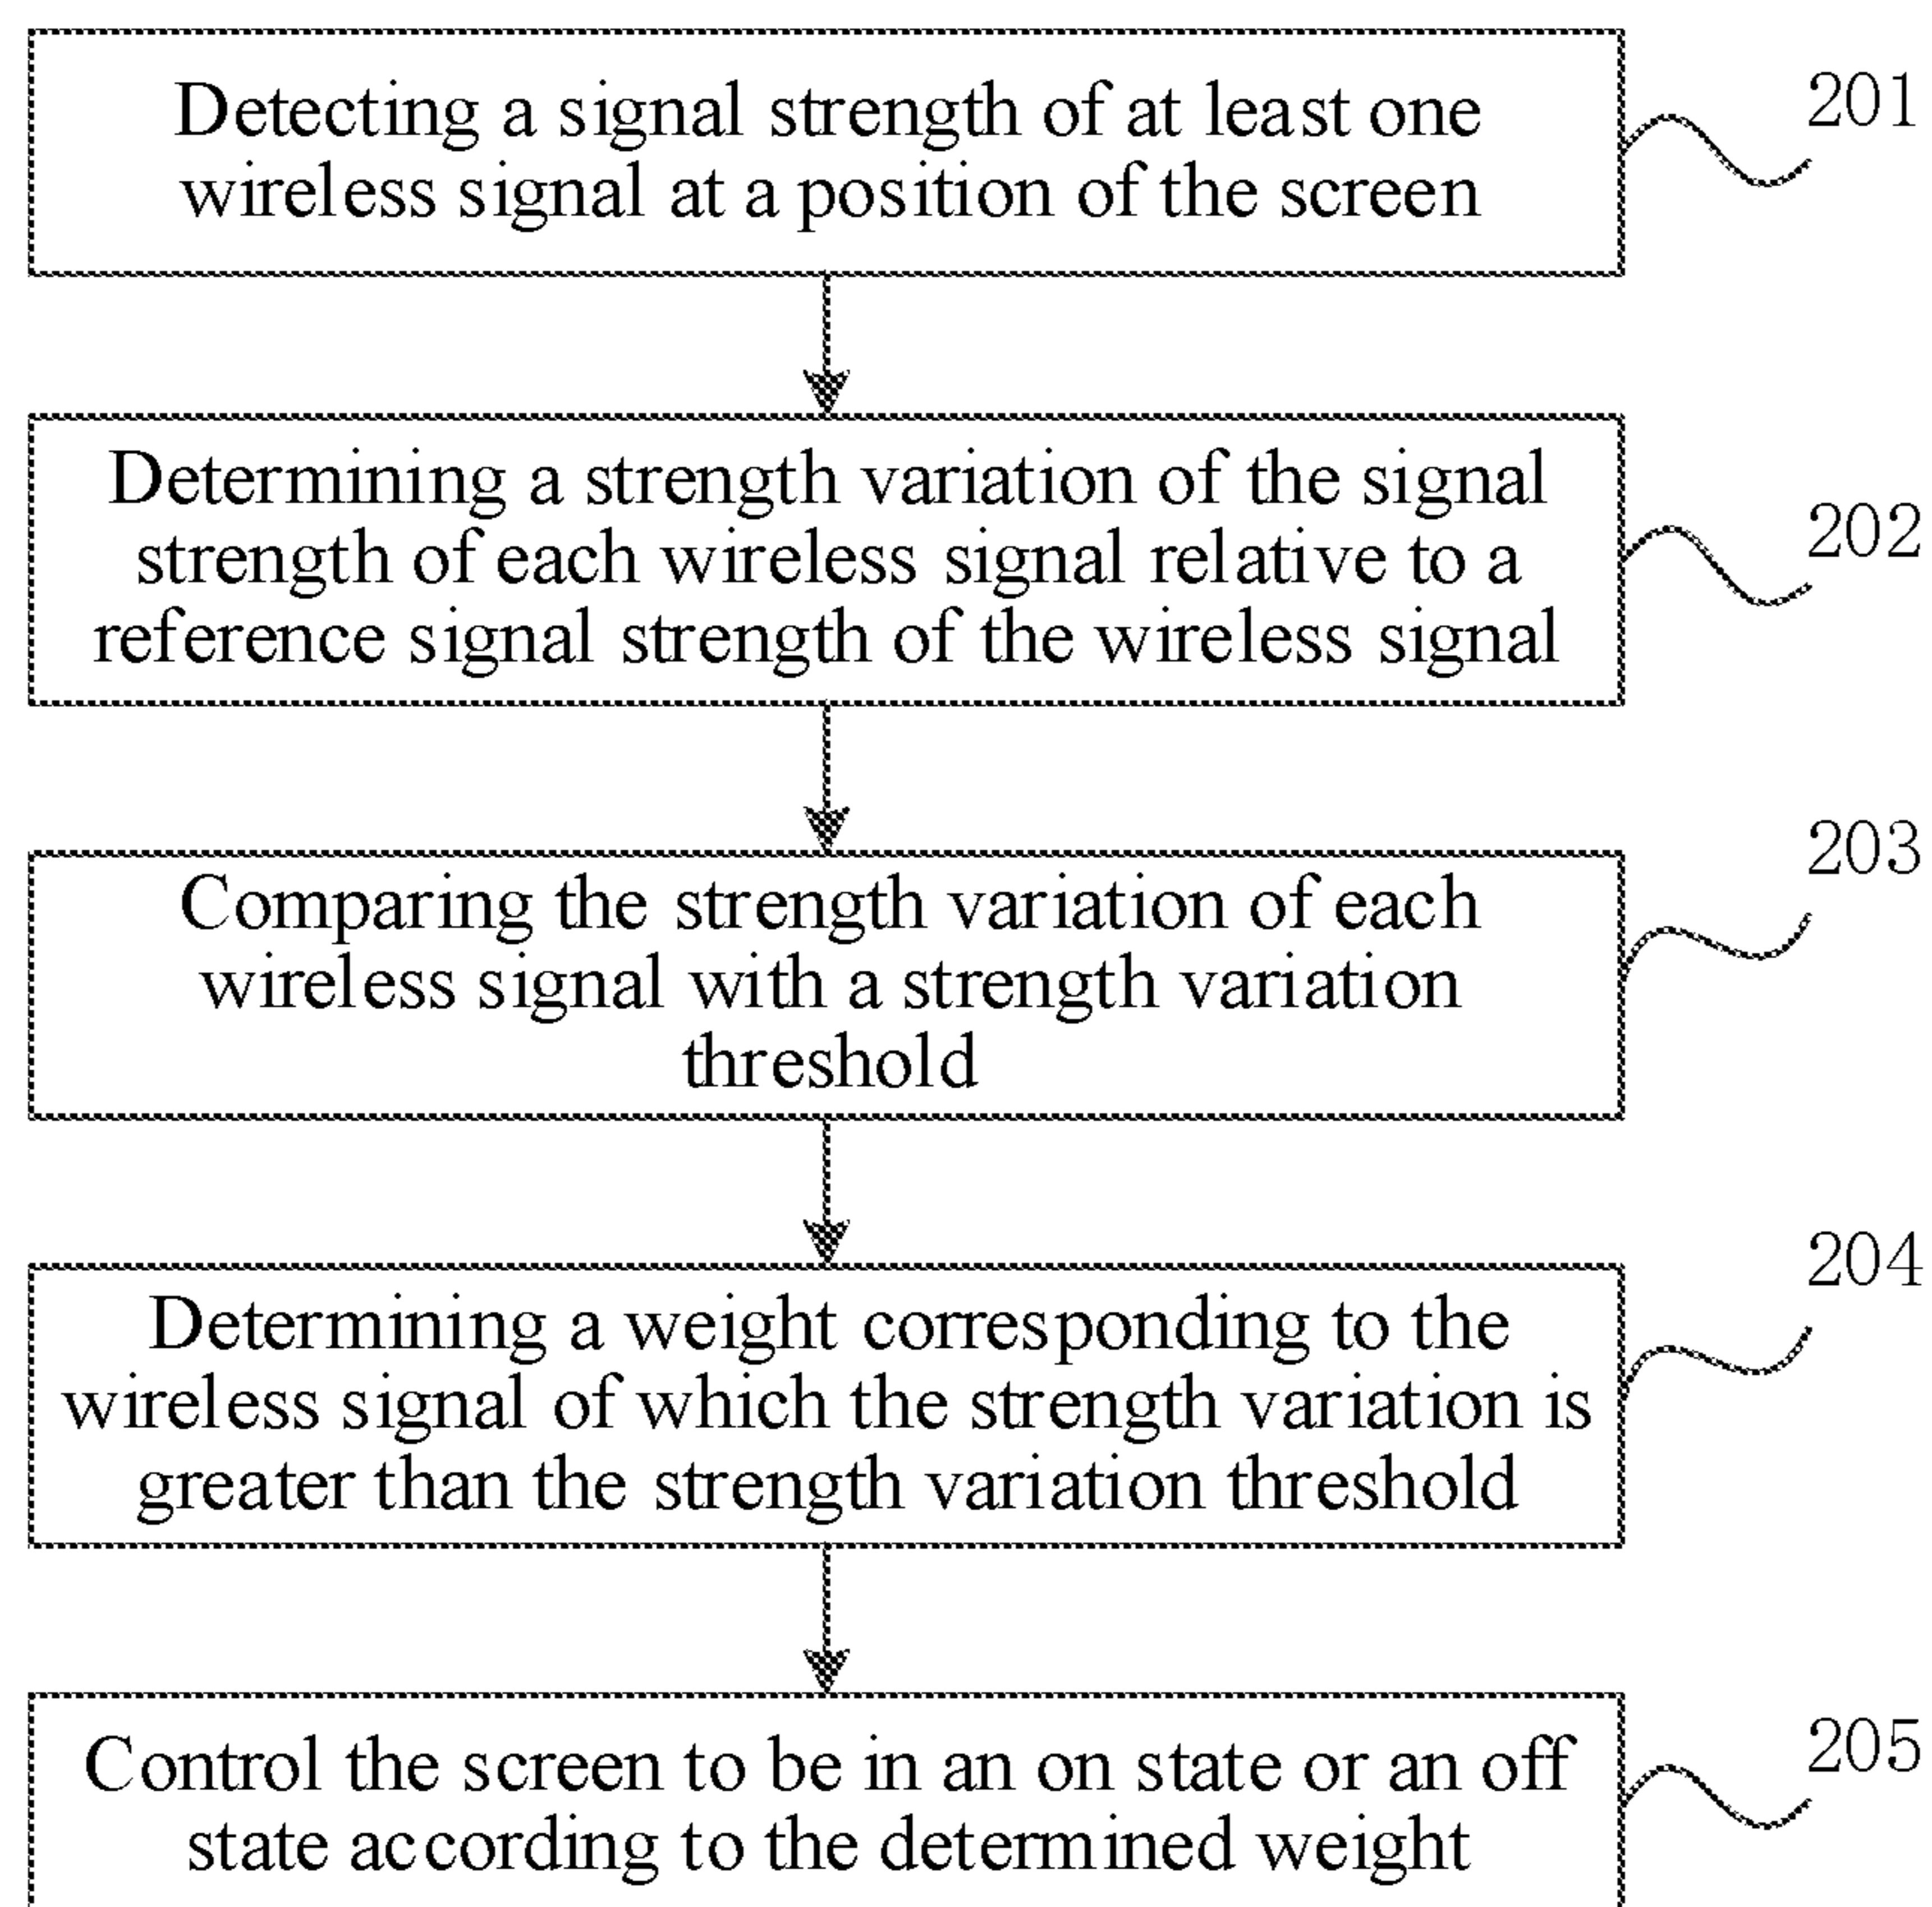 Detecting a signal strength of at least one
wireless signal at a position of the screen
201
Determining a strength variation of the signal
strength of each wireless signal relative to a
reference signal strength of the wireless signal
202
Comparing the strength variation of each
wireless signal with a strength variation
threshold
203
Determining a weight corresponding to the
wireless signal of which the strength variation is
greater than the strength variation threshold
204
Control the screen to be in an on state or an off
state according to the determined weight
205